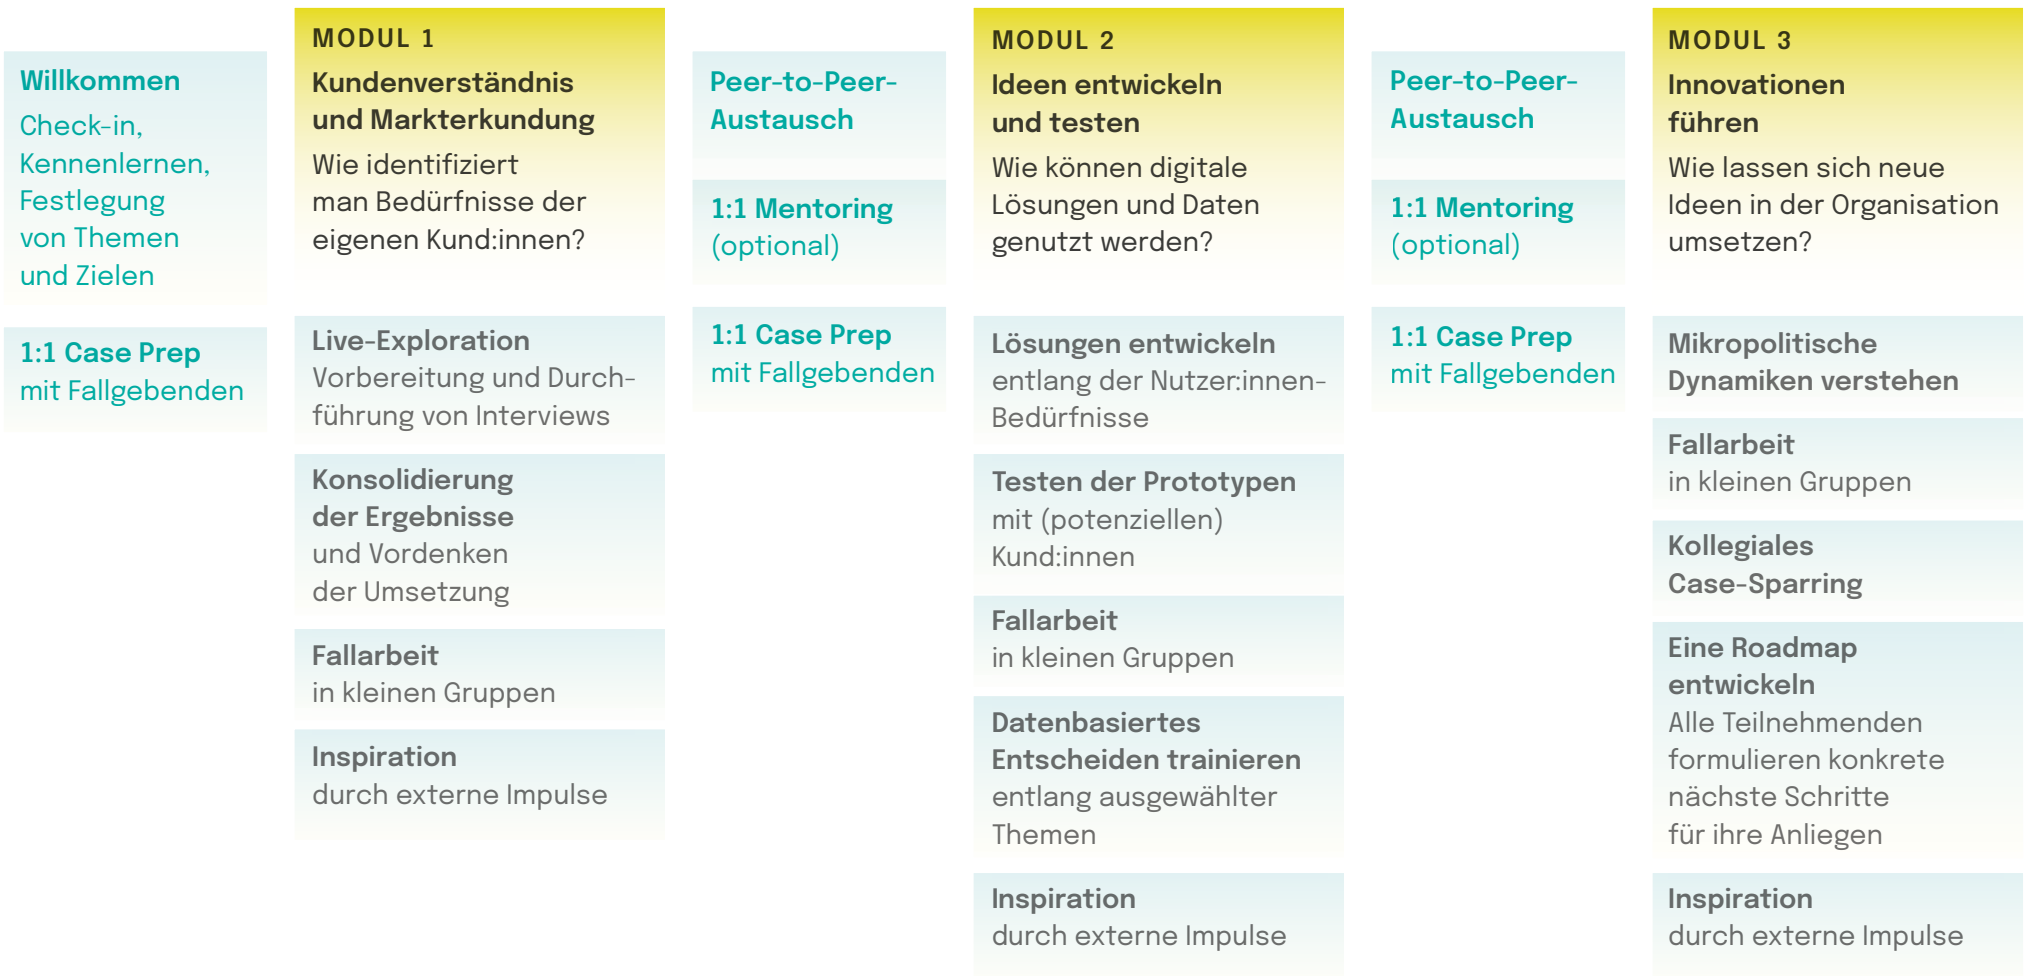 Willkommen
Check-in,
Kennenlernen,
Festlegung
von Themen
und Zielen
1:1 Case Prep
mit Fallgebenden
MODUL 1
Kundenverständnis
und Markterkundung
Wie identifiziert
man Bedürfnisse der
eigenen Kund:innen?
Live-Exploration
Vorbereitung und Durch-
führung von Interviews
Konsolidierung
der Ergebnisse
und Vordenken
der Umsetzung
Fallarbeit
in kleinen Gruppen
Inspiration
durch externe Impulse
Peer-to-Peer-
Austausch
1:1 Mentoring
(optional)
1:1 Case Prep
mit Fallgebenden
MODUL 2
Ideen entwickeln
und testen
Wie können digitale
Lösungen und Daten
genutzt werden?
Lösungen entwickeln
entlang der Nutzer:innen-
Bedürfnisse
Testen der Prototypen
mit (potenziellen)
Kund:innen
Fallarbeit
in kleinen Gruppen
Datenbasiertes
Entscheiden trainieren
entlang ausgewählter
Themen
Inspiration
durch externe Impulse
Peer-to-Peer-
Austausch
1:1 Mentoring
(optional)
1:1 Case Prep
mit Fallgebenden
MODUL 3
Innovationen
führen
Wie lassen sich neue
Ideen in der Organisation
umsetzen?
Mikropolitische
Dynamiken verstehen
Fallarbeit
in kleinen Gruppen
Kollegiales
Case-Sparring
Eine Roadmap
entwickeln
Alle Teilnehmenden
formulieren konkrete
nächste Schritte
für ihre Anliegen
Inspiration
durch externe Impulse